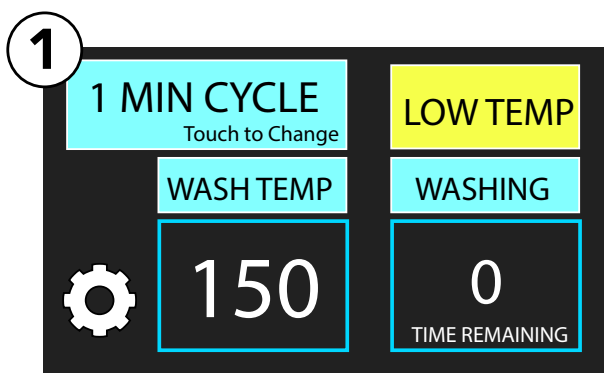 1
1 MIN CYCLE
Touch to Change
LOW TEMP
WASH TEMP
WASHING
150
0
TIME REMAINING